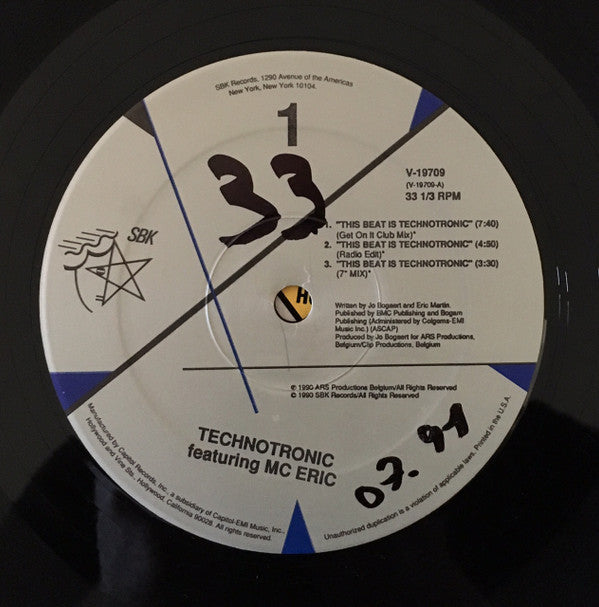 SBK Records, 1290 Avenue of the Americas
New York, New York 10104.
1
33
SBK
V-19709
(V-19709-A)
33 1/3 RPM
1. "THIS BEAT IS TECHNOTRONIC" (7:40)
(Get On It Club Mix)*
2. "THIS BEAT IS TECHNOTRONIC" (4:50)
(Radio Edit)*
3. "THIS BEAT IS TECHNOTRONIC" (3:30)
(7" MIX)*
Written by Jo Bogaert and Eric Martin.
Published by BMC Publishing and Bogam
Publishing (Administered by Colgems-EMI
Music Inc.) (ASCAP)
Produced by Jo Bogaert for ARS Productions,
Belgium/Clip Productions, Belgium
℗ 1990 ARS Productions Belgium/All Rights Reserved
© 1990 SBK Records/All Rights Reserved
TECHNOTRONIC
featuring MC ERIC
07.91
Manufactured by Capitol Records, Inc., a subsidiary of Capitol-EMI Music, Inc.,
Hollywood and Vine Sts., Hollywood, California 90028. All rights reserved.
Unauthorized duplication is a violation of applicable laws. Printed in the U.S.A.